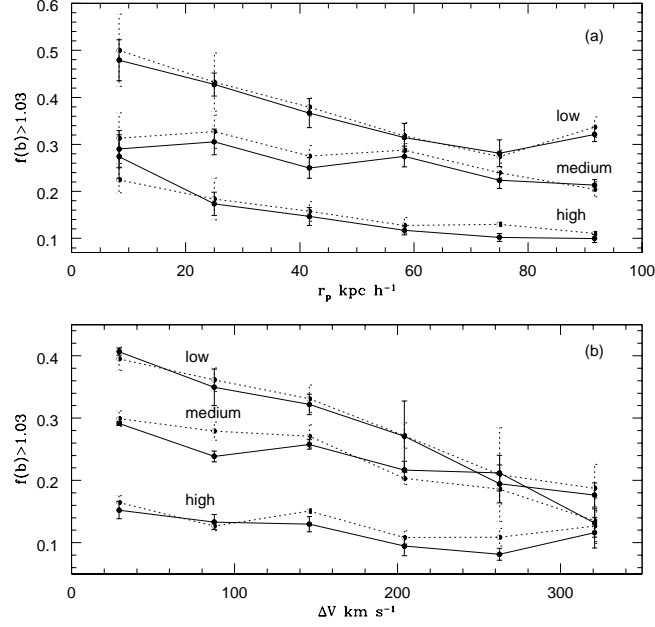 0.6
(a)
0.5
0.4
low
0.3
medium
0.2
high
0.1
f(b)>1.03
0 20 40 60 80 100
r_p kpc h⁻¹
(b)
0.4
low
0.3
medium
0.2
high
0.1
f(b)>1.03
0 100 200 300
ΔV km s⁻¹